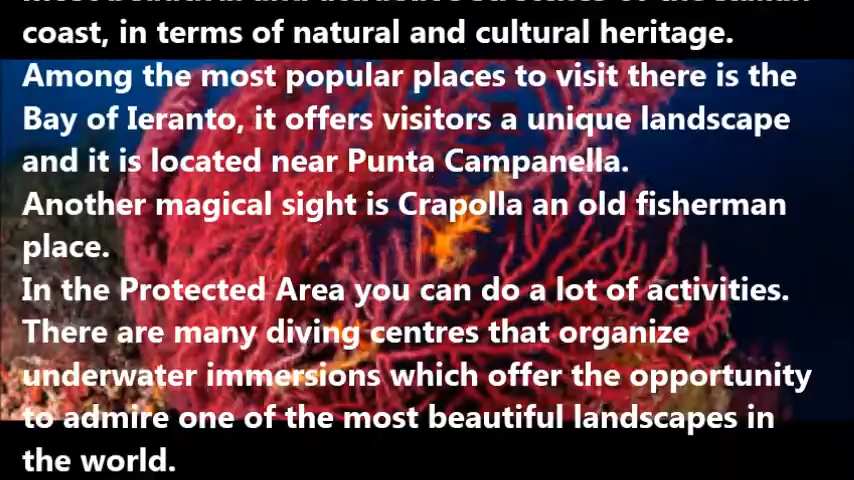 coast, in terms of natural and cultural heritage.
Among the most popular places to visit there is the
Bay of Ieranto, it offers visitors a unique landscape
and it is located near Punta Campanella.
Another magical sight is Crapolla an old fisherman
place.
In the Protected Area you can do a lot of activities.
There are many diving centres that organize
underwater immersions which offer the opportunity
to admire one of the most beautiful landscapes in
the world.